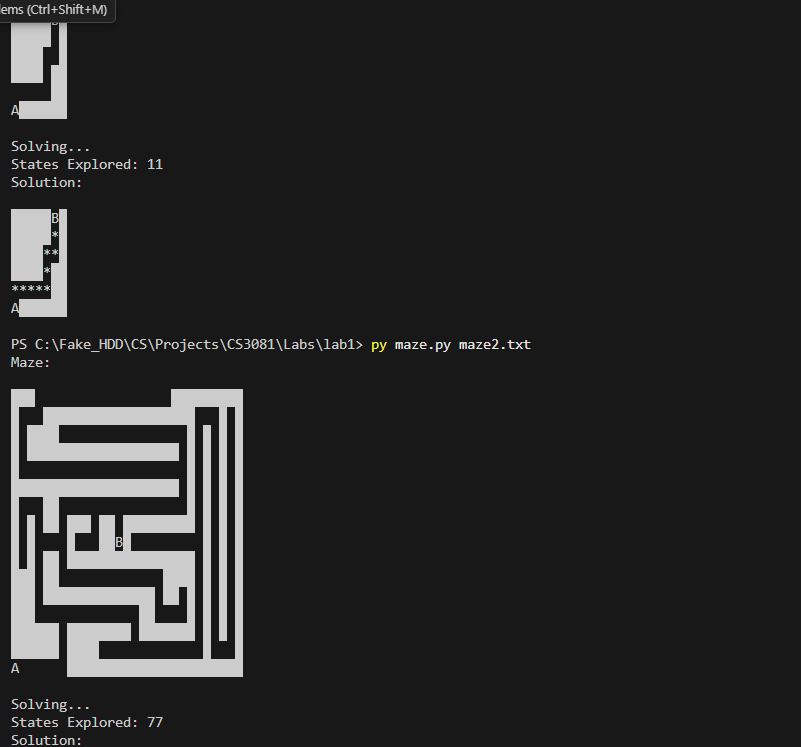 ems (Ctrl+Shift+M)
A
Solving...
States Explored: 11
Solution:
B
*
**
*
*****
A
PS C:\Fake_HDD\CS\Projects\CS3081\Labs\lab1> py maze.py maze2.txt
Maze:
B
A
Solving...
States Explored: 77
Solution: